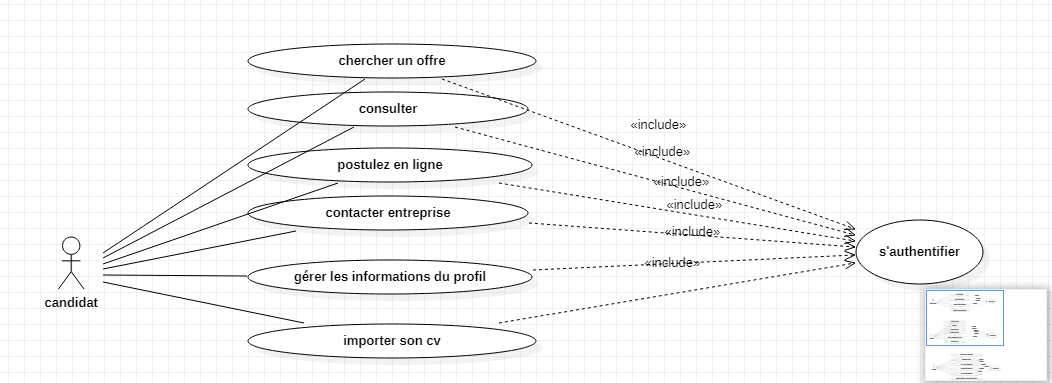 chercher un offre
consulter
«include»
«include»
postulez en ligne
«include»
contacter entreprise
«include»
«include»
s'authentifier
«include»
gérer les informations du profil
candidat
importer son cv